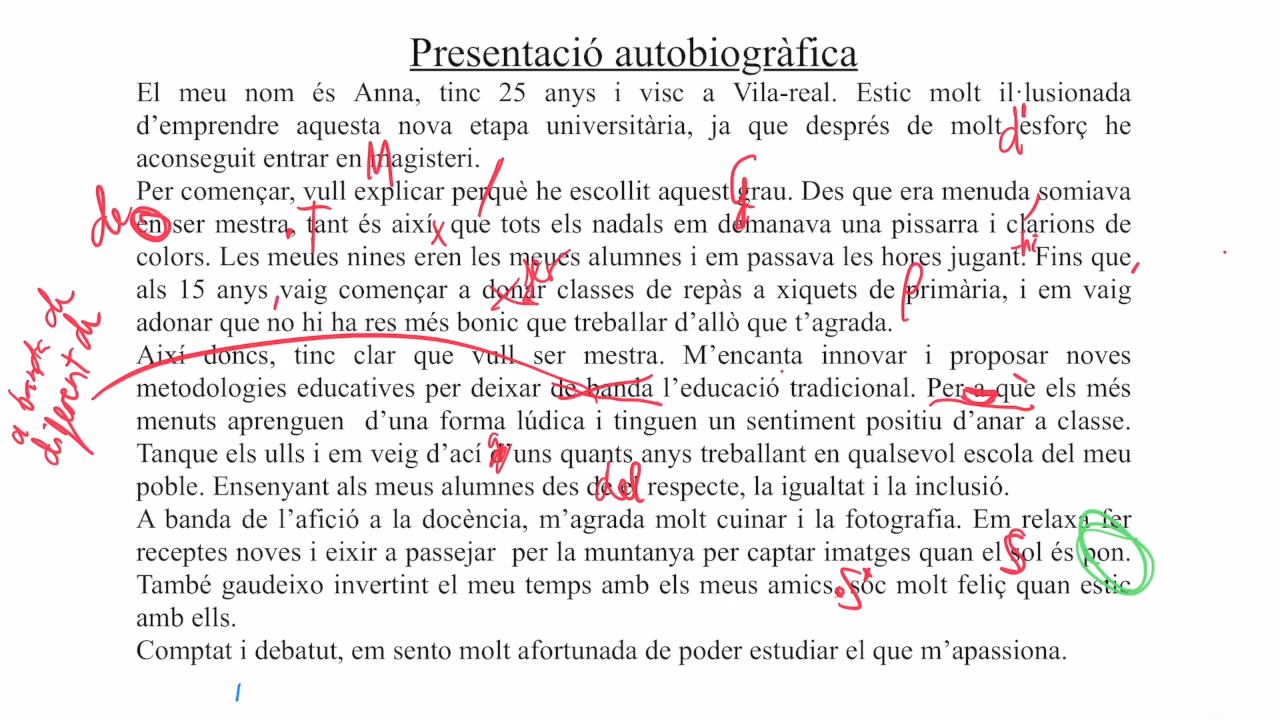 Presentació autobiogràfica
El meu nom és Anna, tinc 25 anys i visc a Vila-real. Estic molt il·lusionada
d'emprendre aquesta nova etapa universitària, ja que després de molt esforç he
d'
aconseguit entrar en magisteri.
M
Per començar, vull explicar perquè he escollit aquest grau. Des que era menuda somiava
de
en ser mestra, tant és així, que tots els nadals em demanava una pissarra i clarions de
T
hi
colors. Les meues nines eren les meues alumnes i em passava les hores jugant. Fins que
fer
als 15 anys vaig començar a donar classes de repàs a xiquets de primària, i em vaig
p
adonar que no hi ha res més bonic que treballar d'allò que t'agrada.
Així doncs, tinc clar que vull ser mestra. M'encanta innovar i proposar noves
a banda de
diferent de
metodologies educatives per deixar de banda l'educació tradicional. Per a què els més
menuts aprenguen d'una forma lúdica i tinguen un sentiment positiu d'anar a classe.
a
Tanque els ulls i em veig d'ací d'uns quants anys treballant en qualsevol escola del meu
poble. Ensenyant als meus alumnes des de el respecte, la igualtat i la inclusió.
del
A banda de l'afició a la docència, m'agrada molt cuinar i la fotografia. Em relaxa fer
receptes noves i eixir a passejar per la muntanya per captar imatges quan el sol és pon.
S
També gaudeixo invertint el meu temps amb els meus amics, sóc molt feliç quan estic
S
amb ells.
Comptat i debatut, em sento molt afortunada de poder estudiar el que m'apassiona.